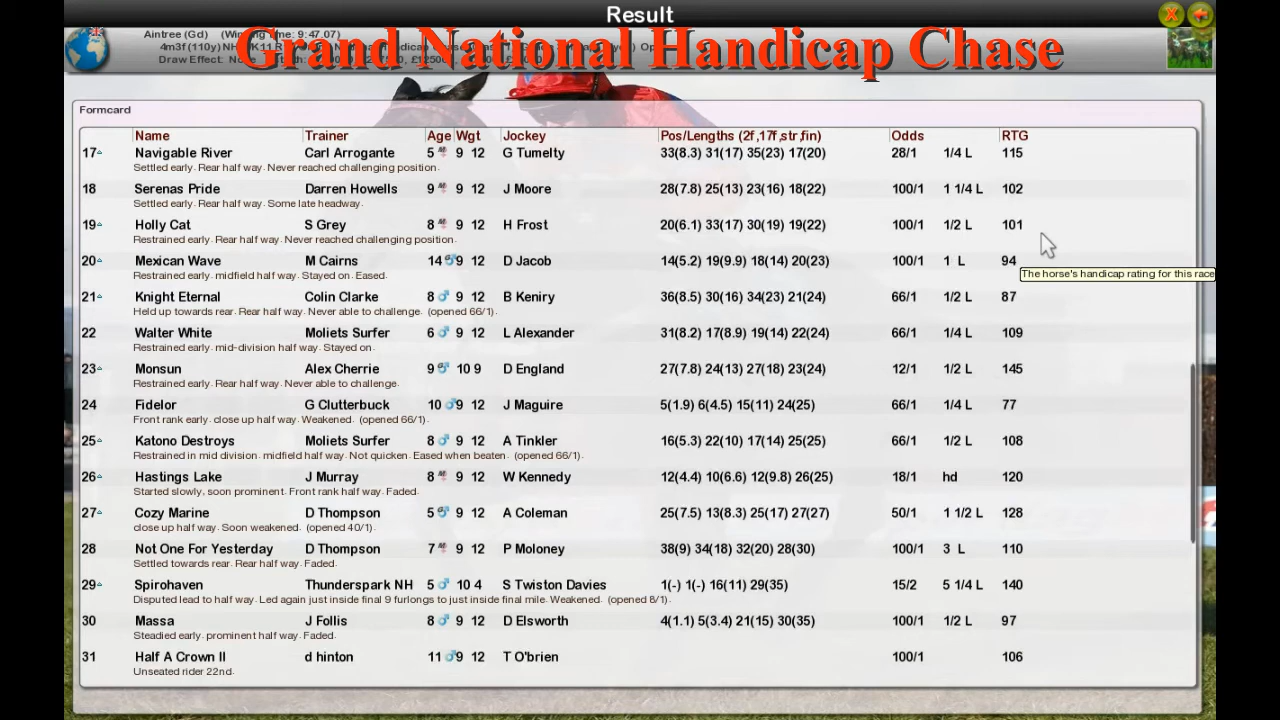 Result
Aintree (Gd) (Winning time: 9:47.07)
Grand National Handicap Chase
4m3f(110y)
Draw Effect:
Formcard
Name Trainer Age Wgt Jockey Pos/Lengths (2f,17f,str,fin) Odds RTG
17 Navigable River Carl Arrogante 5 9 12 G Tumelty 33(8.3) 31(17) 35(23) 17(20) 28/1 1/4 L 115
Settled early. Rear half way. Never reached challenging position.
18 Serenas Pride Darren Howells 9 9 12 J Moore 28(7.8) 25(13) 23(16) 18(22) 100/1 1 1/4 L 102
Settled early. Rear half way. Some late headway.
19 Holly Cat S Grey 8 9 12 H Frost 20(6.1) 33(17) 30(19) 19(22) 100/1 1/2 L 101
Restrained early. Rear half way. Never reached challenging position.
20 Mexican Wave M Cairns 14 9 12 D Jacob 14(5.2) 19(9.9) 18(14) 20(23) 100/1 1 L 94
Restrained early. midfield half way. Stayed on. Eased.
The horse's handicap rating for this race
21 Knight Eternal Colin Clarke 8 9 12 B Keniry 36(8.5) 30(16) 34(23) 21(24) 66/1 1/2 L 87
Held up towards rear. Rear half way. Never able to challenge. (opened 66/1).
22 Walter White Moliets Surfer 6 9 12 L Alexander 31(8.2) 17(8.9) 19(14) 22(24) 66/1 1/4 L 109
Restrained early. mid-division half way. Stayed on.
23 Monsun Alex Cherrie 9 10 9 D England 27(7.8) 24(13) 27(18) 23(24) 12/1 1/2 L 145
Restrained early. Rear half way. Never able to challenge.
24 Fidelor G Clutterbuck 10 9 12 J Maguire 5(1.9) 6(4.5) 15(11) 24(25) 66/1 1/4 L 77
Front rank early. close up half way. Weakened. (opened 66/1).
25 Katono Destroys Moliets Surfer 8 9 12 A Tinkler 16(5.3) 22(10) 17(14) 25(25) 66/1 1/2 L 108
Restrained in mid division. midfield half way. Not quicken. Eased when beaten. (opened 66/1).
26 Hastings Lake J Murray 8 9 12 W Kennedy 12(4.4) 10(6.6) 12(9.8) 26(25) 18/1 hd 120
Started slowly, soon prominent. Front rank half way. Faded.
27 Cozy Marine D Thompson 5 9 12 A Coleman 25(7.5) 13(8.3) 25(17) 27(27) 50/1 1 1/2 L 128
close up half way. Soon weakened. (opened 40/1).
28 Not One For Yesterday D Thompson 7 9 12 P Moloney 38(9) 34(18) 32(20) 28(30) 100/1 3 L 110
Settled towards rear. Rear half way. Faded.
29 Spirohaven Thunderspark NH 5 10 4 S Twiston Davies 1(-) 1(-) 16(11) 29(35) 15/2 5 1/4 L 140
Disputed lead to half way. Led again just inside final 9 furlongs to just inside final mile. Weakened. (opened 8/1).
30 Massa J Follis 8 9 12 D Elsworth 4(1.1) 5(3.4) 21(15) 30(35) 100/1 1/2 L 97
Steadied early. prominent half way. Faded.
31 Half A Crown II d hinton 11 9 12 T O'brien 100/1 106
Unseated rider 22nd.